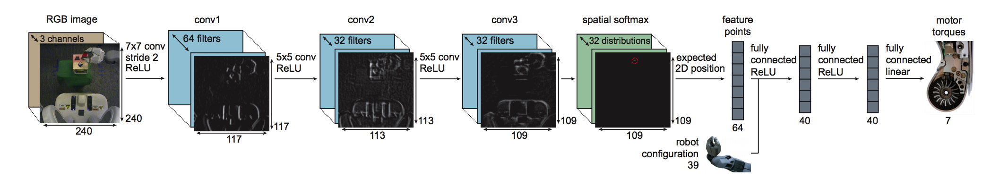 RGB image
3 channels
240
240
7x7 conv
stride 2
ReLU
conv1
64 filters
117
117
5x5 conv
ReLU
conv2
32 filters
113
113
5x5 conv
ReLU
conv3
32 filters
109
109
spatial softmax
32 distributions
109
109
expected
2D position
feature
points
64
robot
configuration
39
fully
connected
ReLU
40
fully
connected
ReLU
40
fully
connected
linear
motor
torques
7